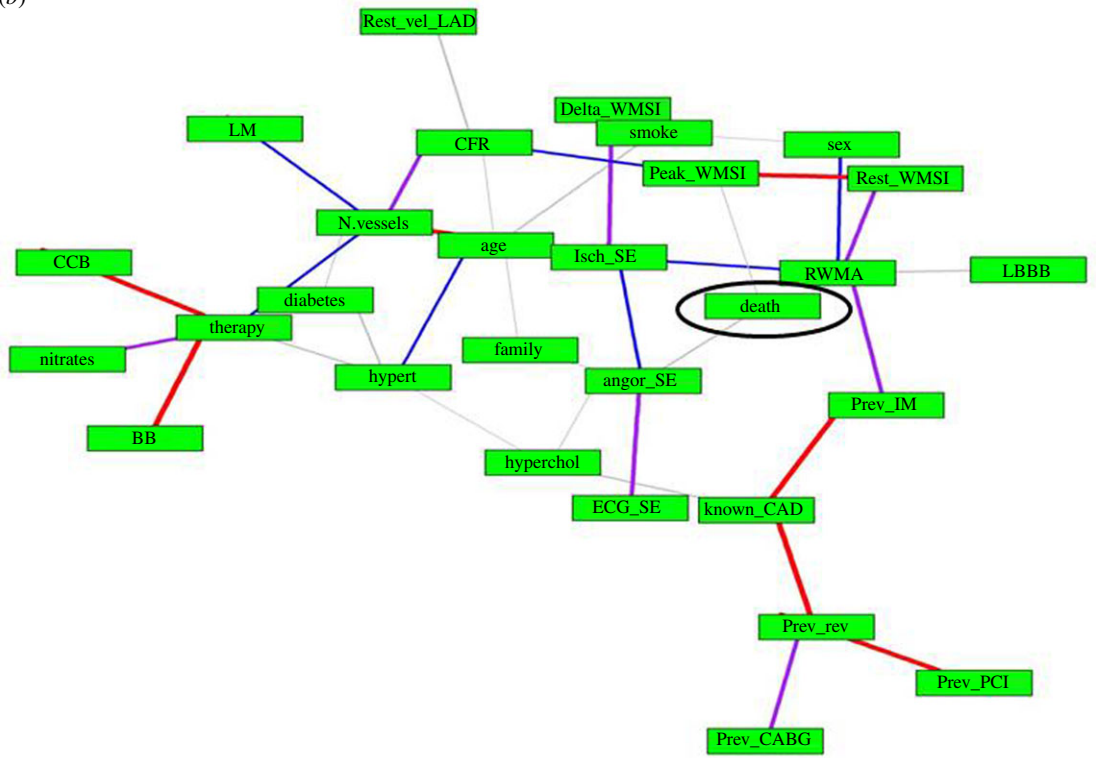 (b)
Rest_vel_LAD
Delta_WMSI
LM
smoke
CFR
sex
Peak_WMSI
Rest_WMSI
N.vessels
age
Isch_SE
CCB
RWMA
LBBB
diabetes
death
therapy
family
nitrates
hypert
angor_SE
Prev_IM
BB
hyperchol
ECG_SE
known_CAD
Prev_rev
Prev_PCI
Prev_CABG